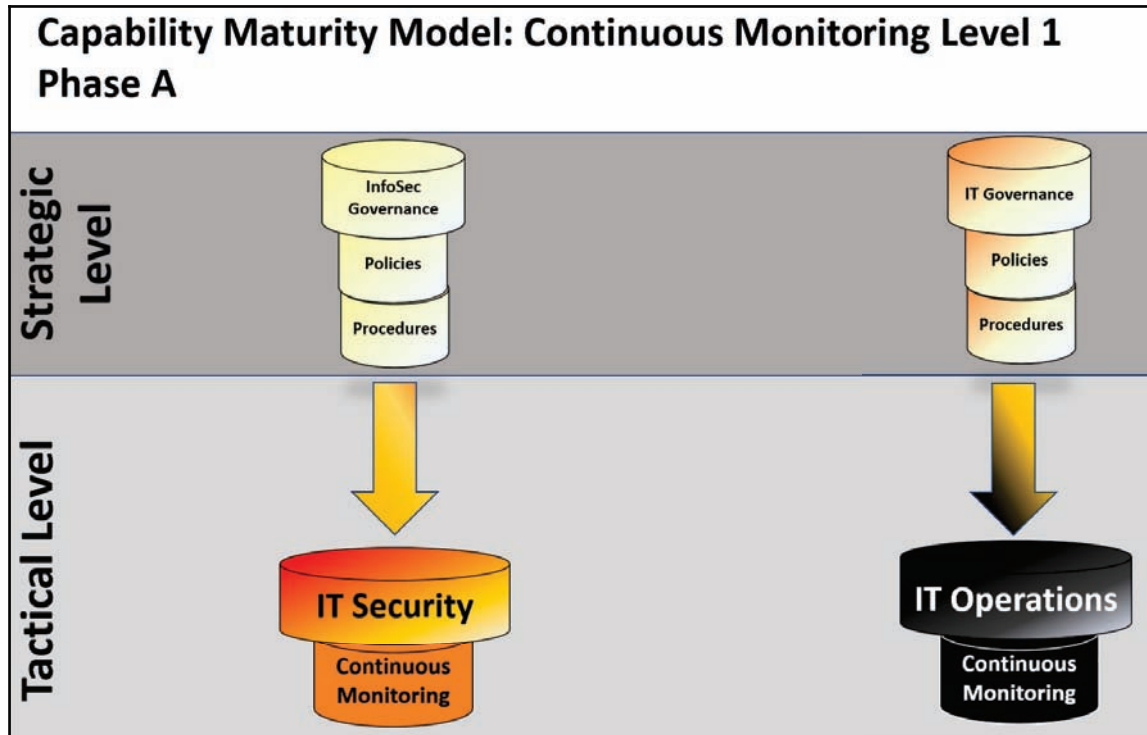 Capability Maturity Model: Continuous Monitoring Level 1
Phase A
Strategic
Level
InfoSec
Governance
Policies
Procedures
IT Governance
Policies
Procedures
Tactical Level
IT Security
Continuous
Monitoring
IT Operations
Continuous
Monitoring